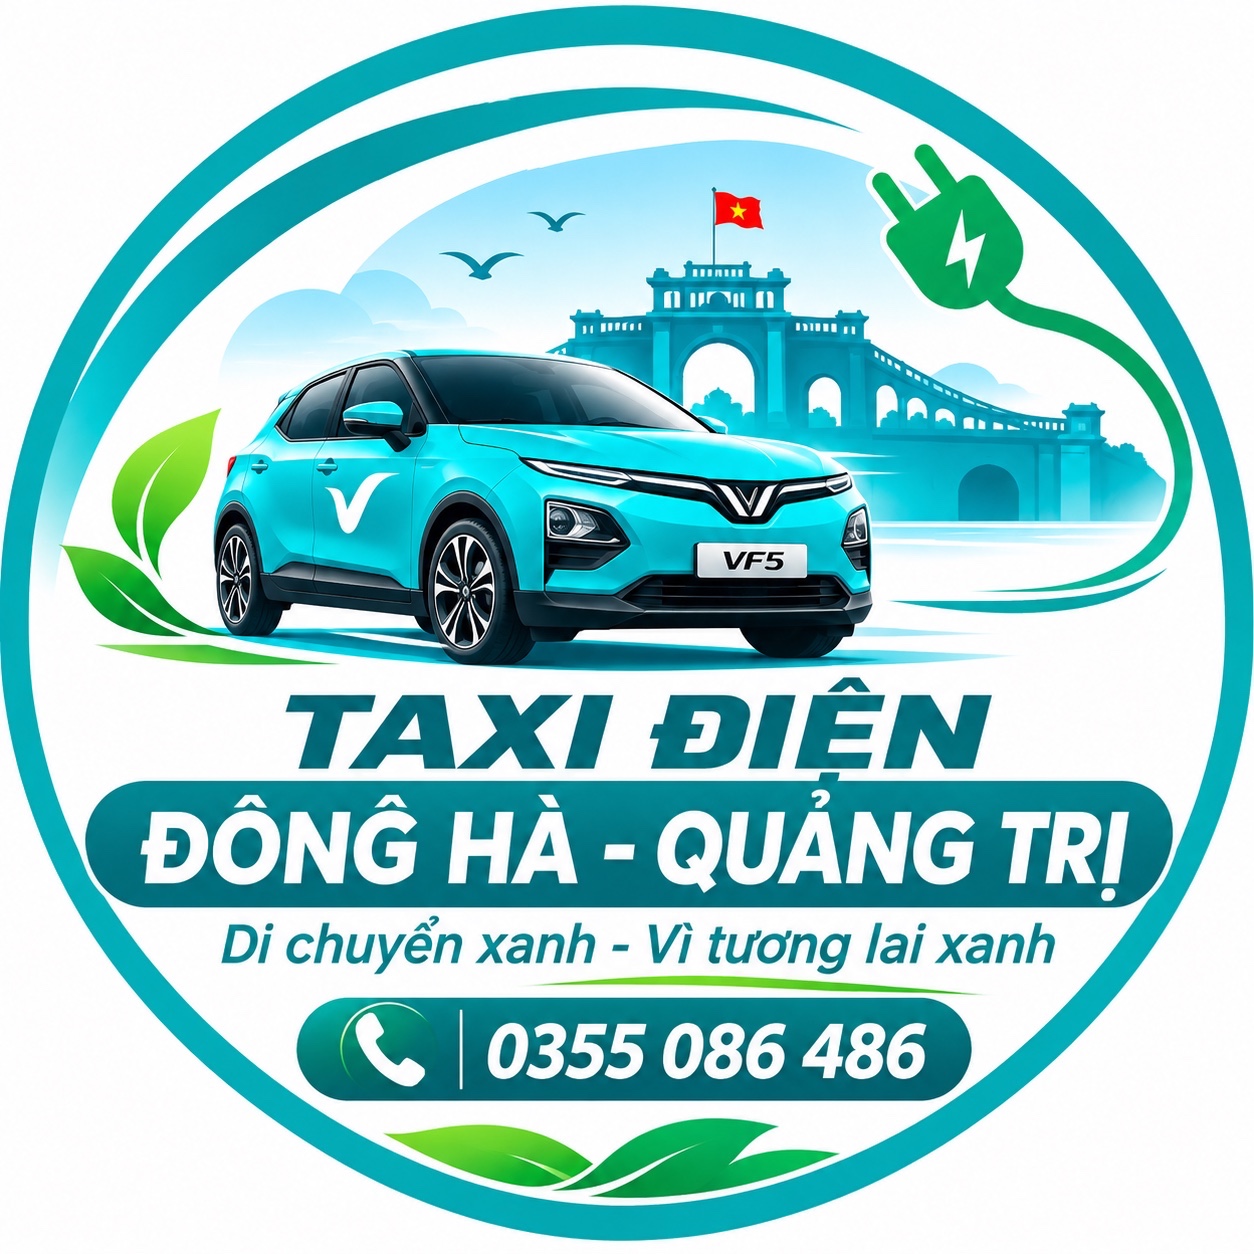 VF5
TAXI ĐIỆN
ĐÔNG HÀ - QUẢNG TRỊ
Di chuyển xanh - Vì tương lai xanh
0355 086 486